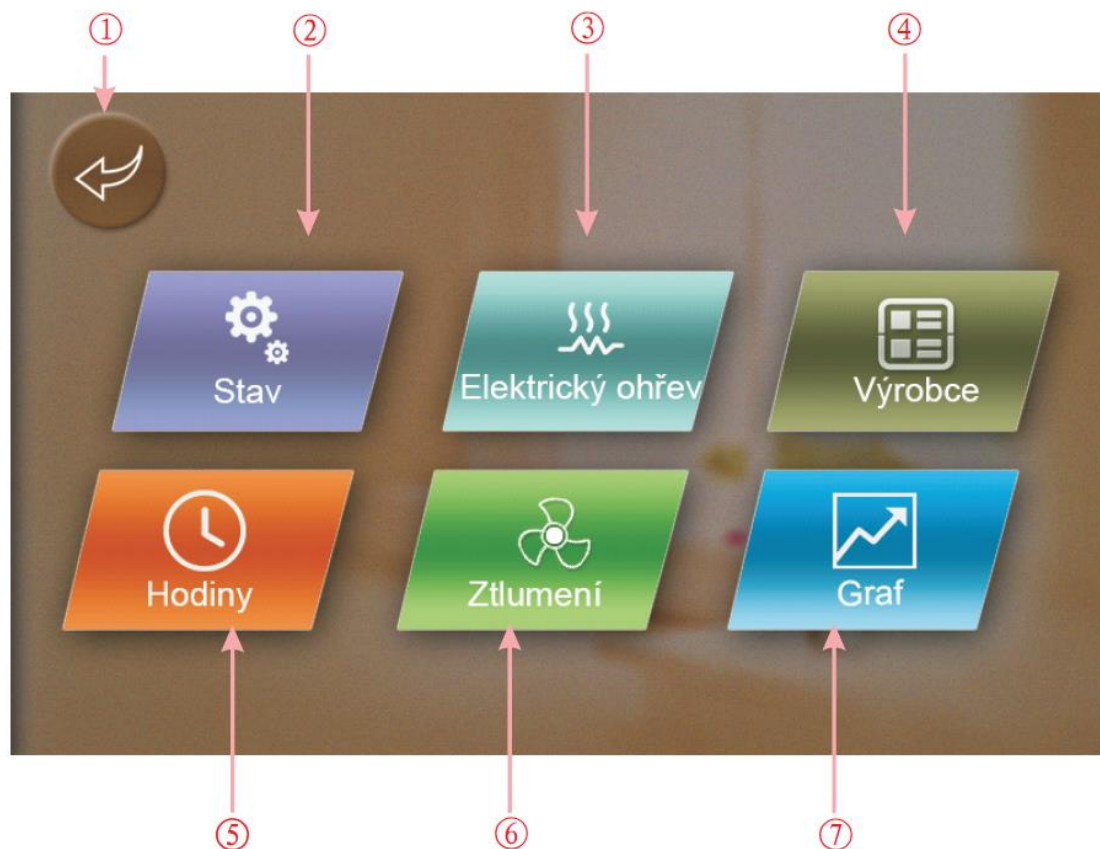 ① ② ③ ④
Stav
Elektrický ohřev
Výrobce
Hodiny
Ztlumení
Graf
⑤ ⑥ ⑦